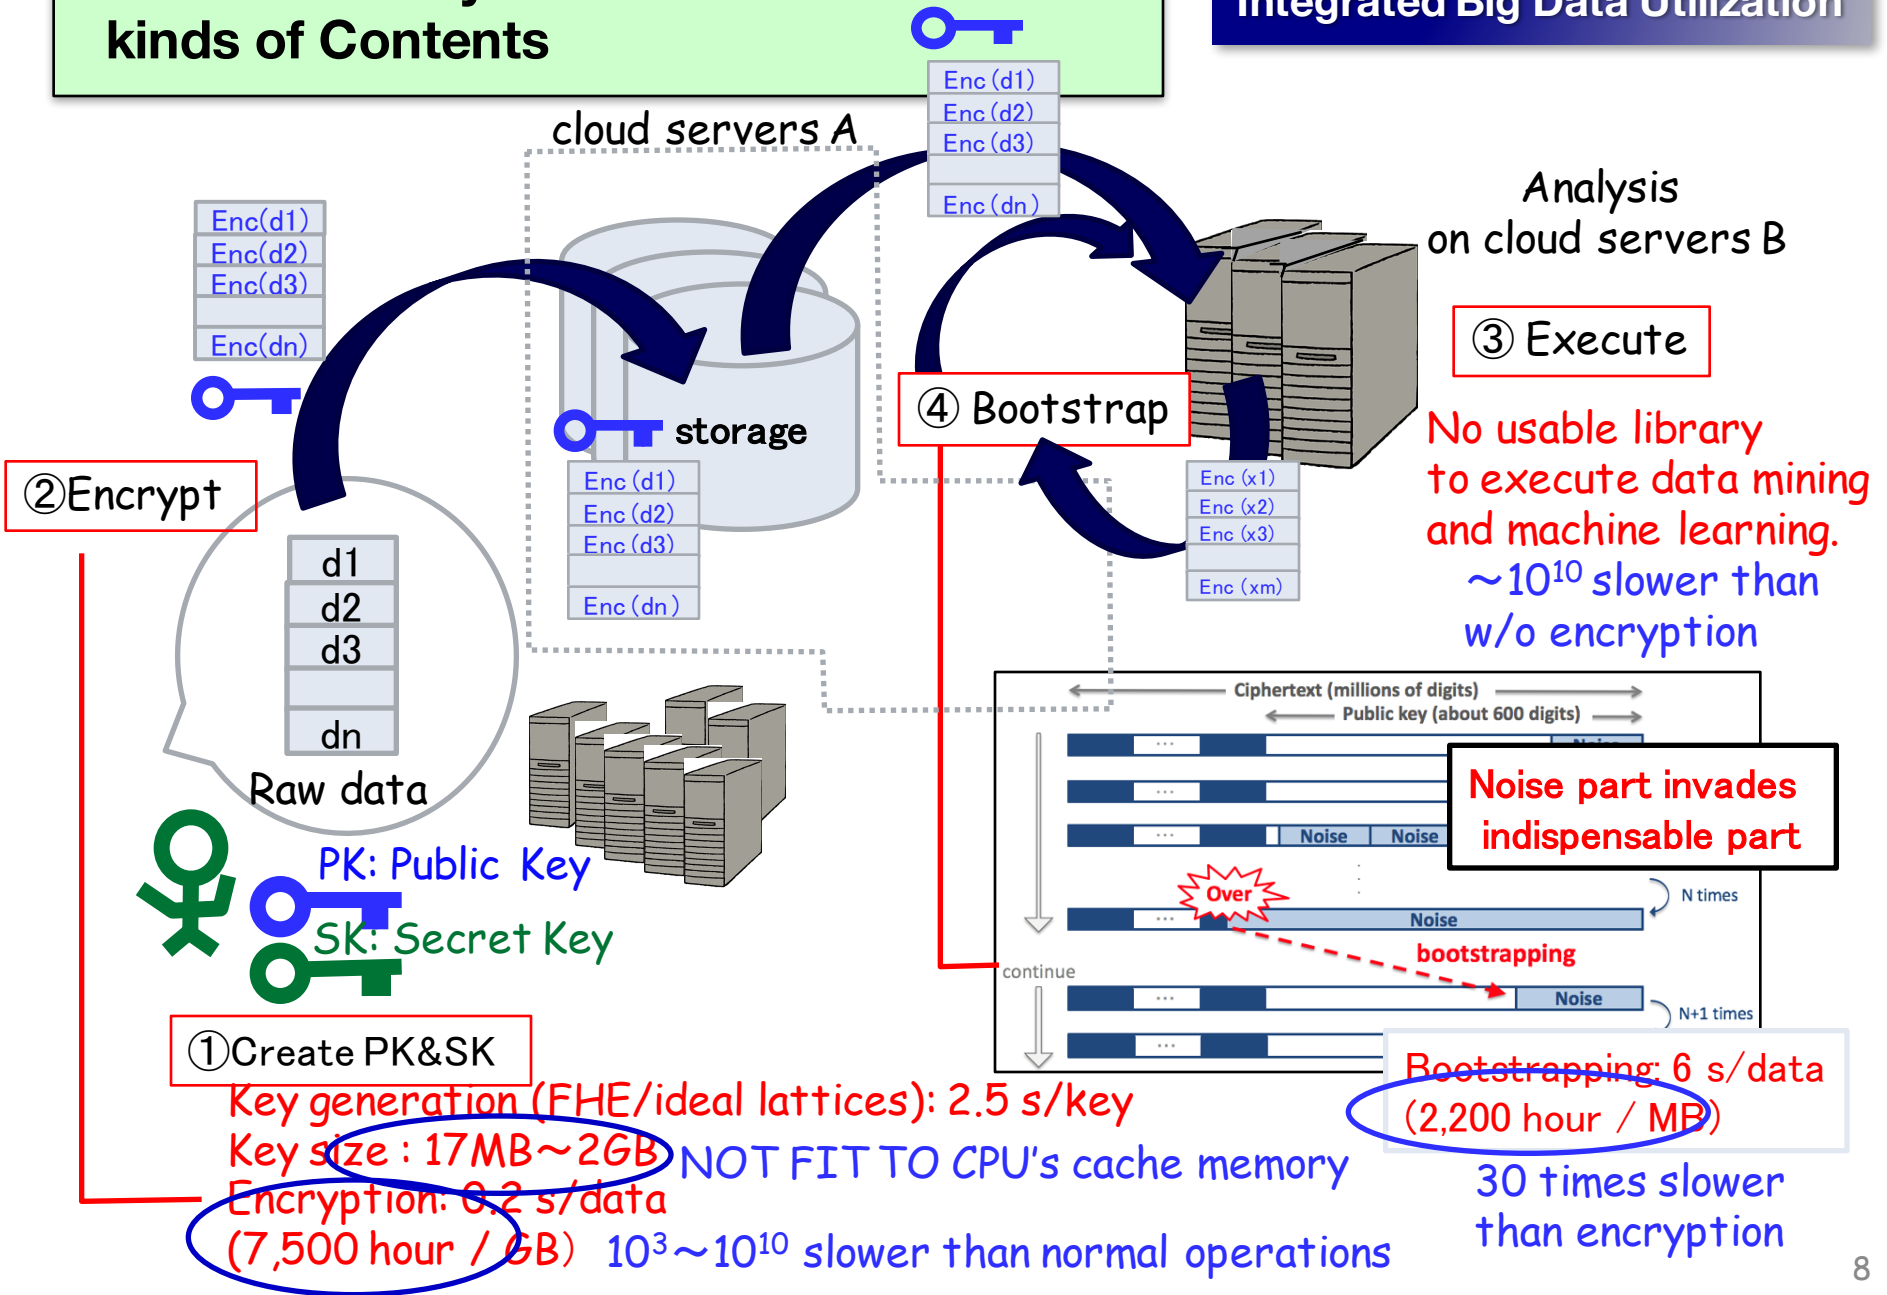 kinds of Contents
Integrated Big Data Utilization
Enc(d1)
Enc(d2)
Enc(d3)
Enc(dn)
cloud servers A
Analysis
on cloud servers B
Enc(d1)
Enc(d2)
Enc(d3)
Enc(dn)
③ Execute
④ Bootstrap
storage
No usable library
to execute data mining
and machine learning.
~10¹⁰ slower than
w/o encryption
②Encrypt
Enc(d1)
Enc(d2)
Enc(d3)
Enc(dn)
Enc(x1)
Enc(x2)
Enc(x3)
Enc(xm)
d1
d2
d3
dn
Raw data
Ciphertext (millions of digits)
Public key (about 600 digits)
...
Noise
...
Noise part invades
indispensable part
...
Noise
Noise
Over
N times
...
Noise
bootstrapping
continue
...
Noise
N+1 times
...
PK: Public Key
SK: Secret Key
①Create PK&SK
Key generation (FHE/ideal lattices): 2.5 s/key
Key size : 17MB~2GB
NOT FIT TO CPU's cache memory
Encryption: 0.2 s/data
(7,500 hour / GB)
10³~10¹⁰ slower than normal operations
Bootstrapping: 6 s/data
(2,200 hour / MB)
30 times slower
than encryption
8